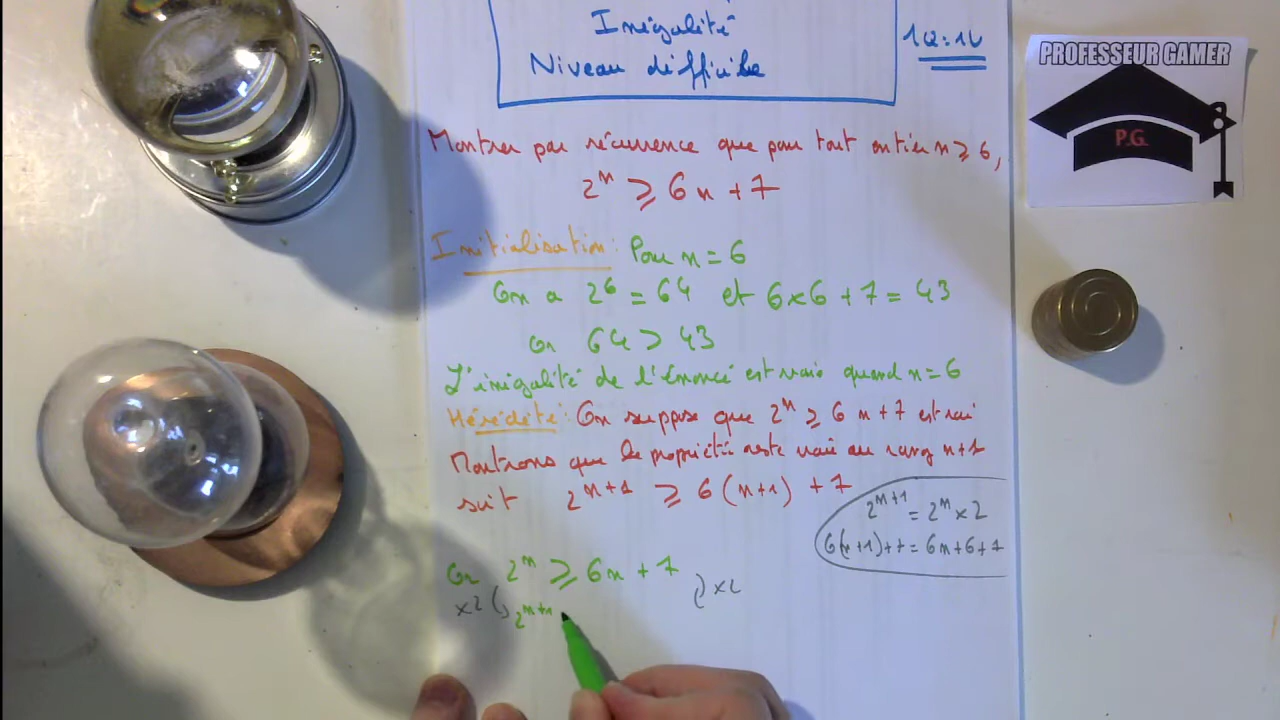 Inégalité
Niveau difficile
PROFESSEUR GAMER
P.G.
Montrer par récurrence que pour tout entier n ⩾ 6,
2ⁿ ⩾ 6n + 7
Initialisation : Pour n = 6
On a 2⁶ = 64 et 6×6 + 7 = 43
or 64 ⩾ 43
L'inégalité de l'énoncé est vraie quand n = 6
Hérédité : On suppose que 2ⁿ ⩾ 6n + 7 est vrai
Montrons que la propriété reste vraie au rang n+1
soit 2ⁿ⁺¹ ⩾ 6(n+1) + 7
2ⁿ⁺¹ = 2ⁿ × 2
6(n+1)+7 = 6n+6+7
Or 2ⁿ ⩾ 6n + 7
×2 ×2
2ⁿ⁺¹